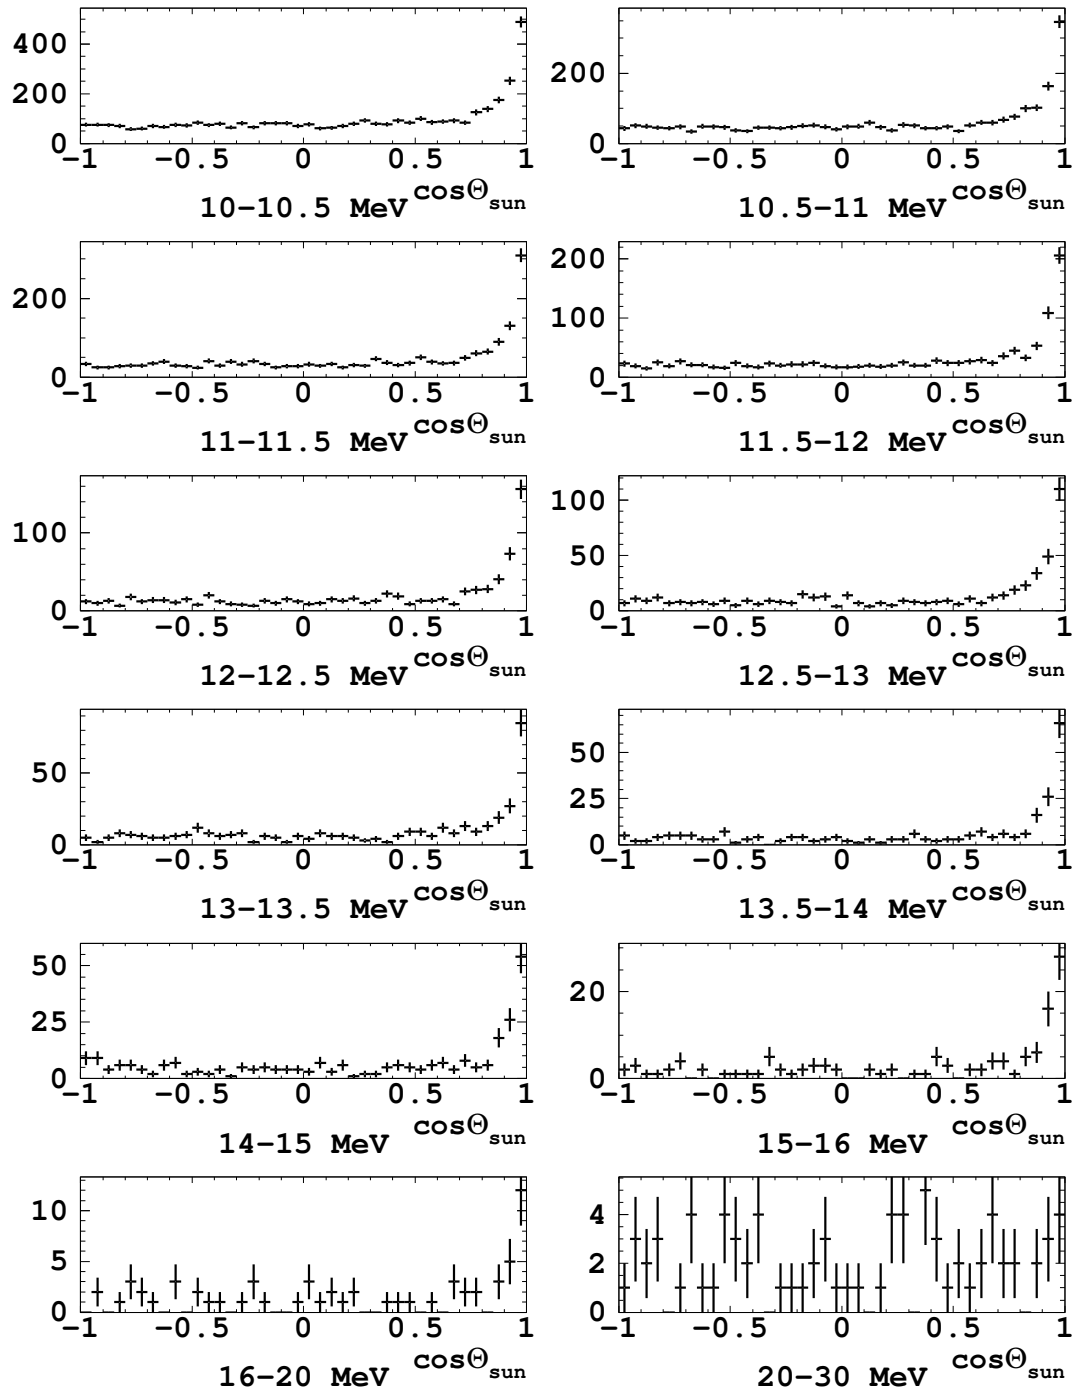 400
200
0
−1 −0.5 0 0.5 1
cosΘsun
10−10.5 MeV
200
0
−1 −0.5 0 0.5 1
cosΘsun
10.5−11 MeV
200
0
−1 −0.5 0 0.5 1
cosΘsun
11−11.5 MeV
200
100
0
−1 −0.5 0 0.5 1
cosΘsun
11.5−12 MeV
100
0
−1 −0.5 0 0.5 1
cosΘsun
12−12.5 MeV
100
50
0
−1 −0.5 0 0.5 1
cosΘsun
12.5−13 MeV
50
0
−1 −0.5 0 0.5 1
cosΘsun
13−13.5 MeV
50
25
0
−1 −0.5 0 0.5 1
cosΘsun
13.5−14 MeV
50
25
0
−1 −0.5 0 0.5 1
cosΘsun
14−15 MeV
20
0
−1 −0.5 0 0.5 1
cosΘsun
15−16 MeV
10
5
0
−1 −0.5 0 0.5 1
cosΘsun
16−20 MeV
4
2
0
−1 −0.5 0 0.5 1
cosΘsun
20−30 MeV